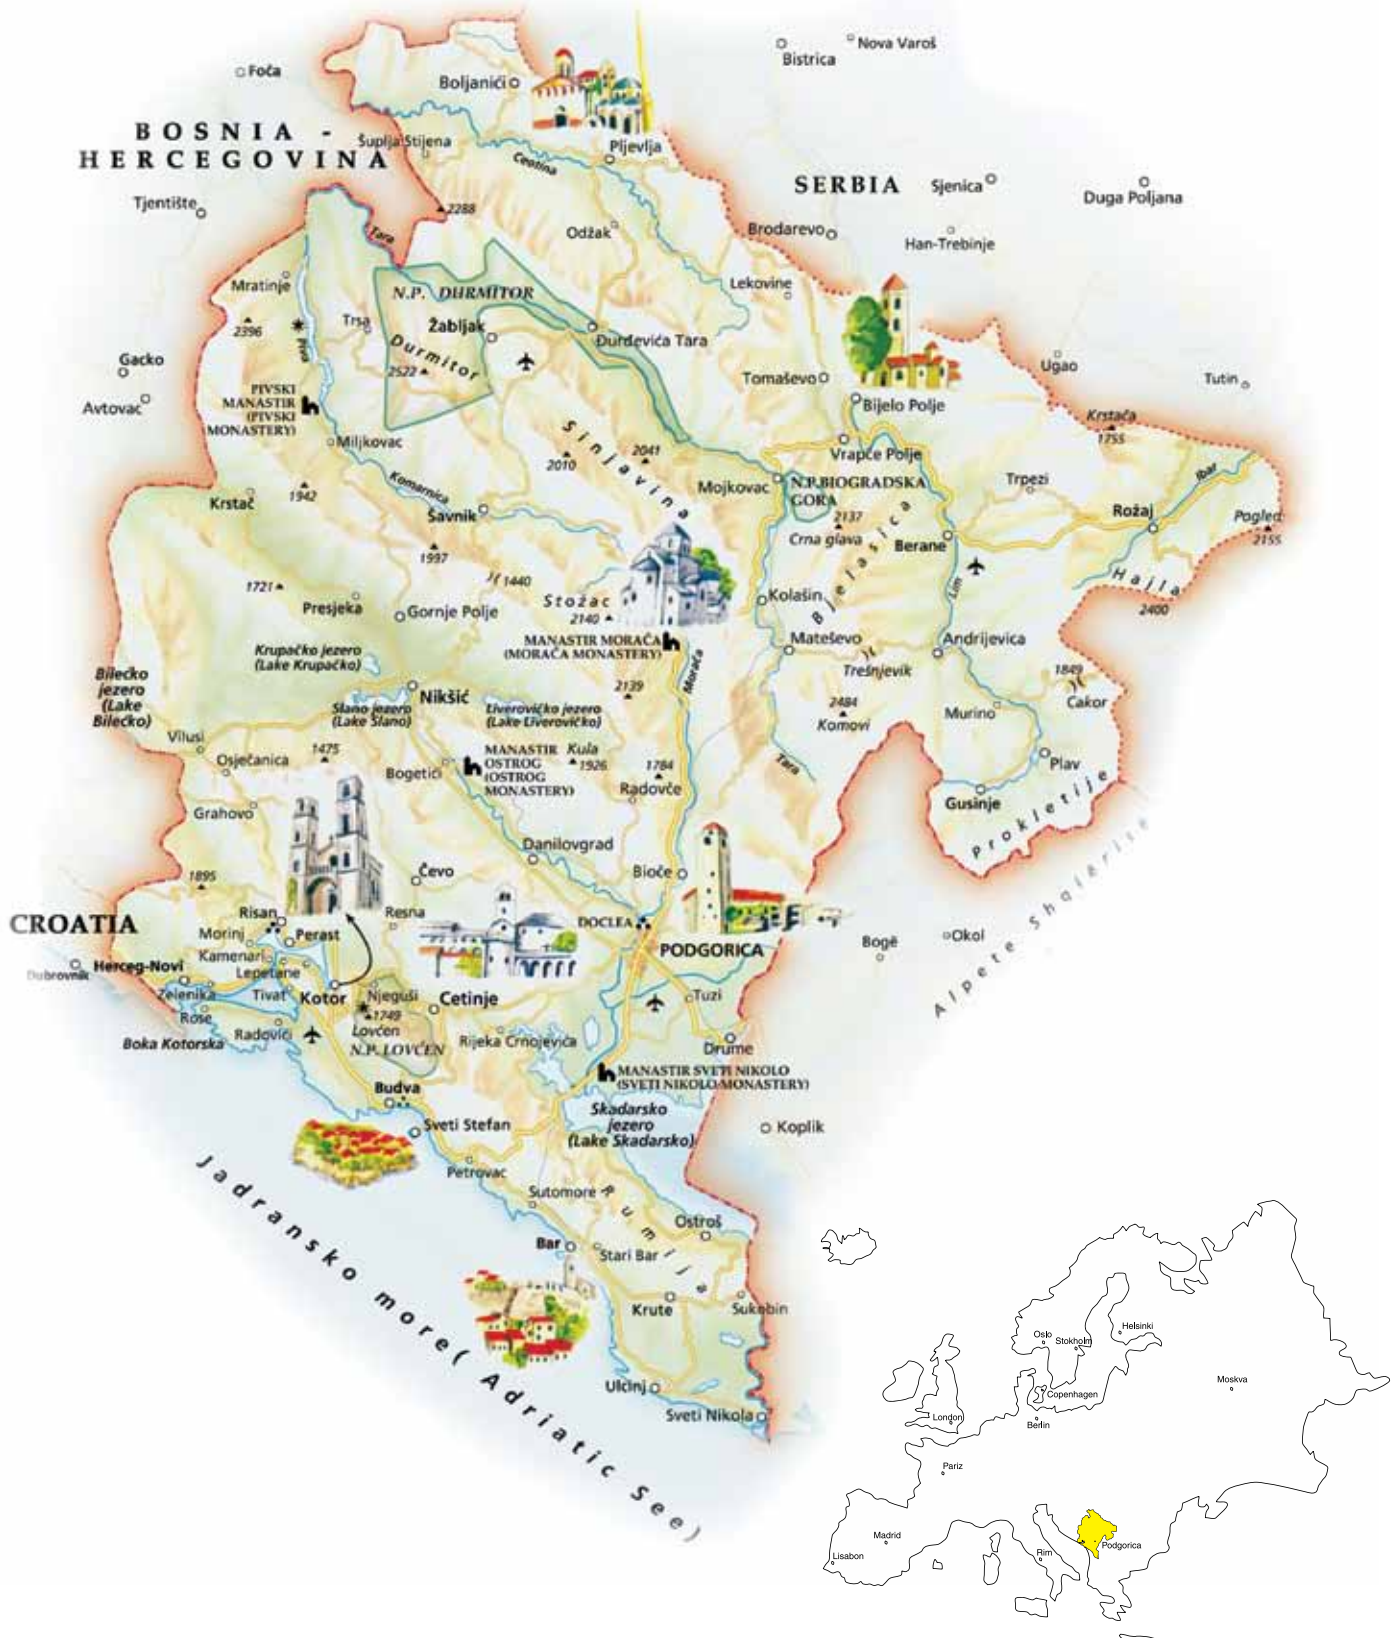 Nova Varoš
Bistrica
Foča
Boljanići
BOSNIA -
HERCEGOVINA
Šuplja Stijena
Pljevlja
Ceotina
SERBIA
Sjenica
Duga Poljana
Tjentište
2288
Tara
Odžak
Brodarevo
Han-Trebinje
Mratinje
Lekovine
N.P. DURMITOR
2396
Trsa
Žabljak
Piva
Đurđevića Tara
Durmitor
2522
Gacko
Ugao
Tomaševo
Tutin
Avtovac
PIVSKI
MANASTIR
(PIVSKI
MONASTERY)
Bijelo Polje
Krstača
1755
Miljkovac
Sinjavina
2041
2010
Vrapče Polje
Ibar
Komarnica
Mojkovac
N.P.BIOGRADSKA
GORA
Trpezi
Krstač
1942
Šavnik
2137
Crna glava
Rožaj
Pogled
2155
Berane
1997
Bjelasica
1721
1440
Hajla
2400
Presjeka
Gornje Polje
Stožac
2140
Kolašin
Lim
MANASTIR MORAČA
(MORAČA MONASTERY)
Mateševo
Andrijevica
Krupačko jezero
(Lake Krupačko)
Trešnjevik
Morača
Bilećko
jezero
(Lake
Bilećko)
Nikšić
2139
1849
Cakor
Slano jezero
(Lake Slano)
Liverovičko jezero
(Lake Liverovičko)
2484
Komovi
Murino
Vilusi
Osječanica
1475
Bogetići
MANASTIR
OSTROG
(OSTROG
MONASTERY)
Kula
1926
1784
Radovče
Tara
Plav
Gusinje
Prokletije
Grahovo
Danilovgrad
Alpete Shqiërisë
1895
Čevo
Bioče
CROATIA
Risan
Resna
DOCLEA
Morinj
Perast
PODGORICA
Bogë
Okol
Kamenari
Herceg-Novi
Lepetane
Dubrovnik
Zelenika
Tivat
Kotor
Njeguši
Cetinje
Tuzi
Rose
1749
Lovćen
Radovići
Boka Kotorska
N.P. LOVĆEN
Rijeka Crnojevića
Drume
MANASTIR SVETI NIKOLO
(SVETI NIKOLO MONASTERY)
Budva
Skadarsko
jezero
(Lake Skadarsko)
Sveti Stefan
Koplik
Petrovac
Jadransko more ( Adriatic See)
Sutomore
Rumija
Ostroš
Bar
Stari Bar
Krute
Sukobin
Ulcinj
Sveti Nikola
Oslo
Stokholm
Helsinki
Moskva
Copenhagen
London
Berlin
Pariz
Madrid
Lisabon
Rim
Podgorica